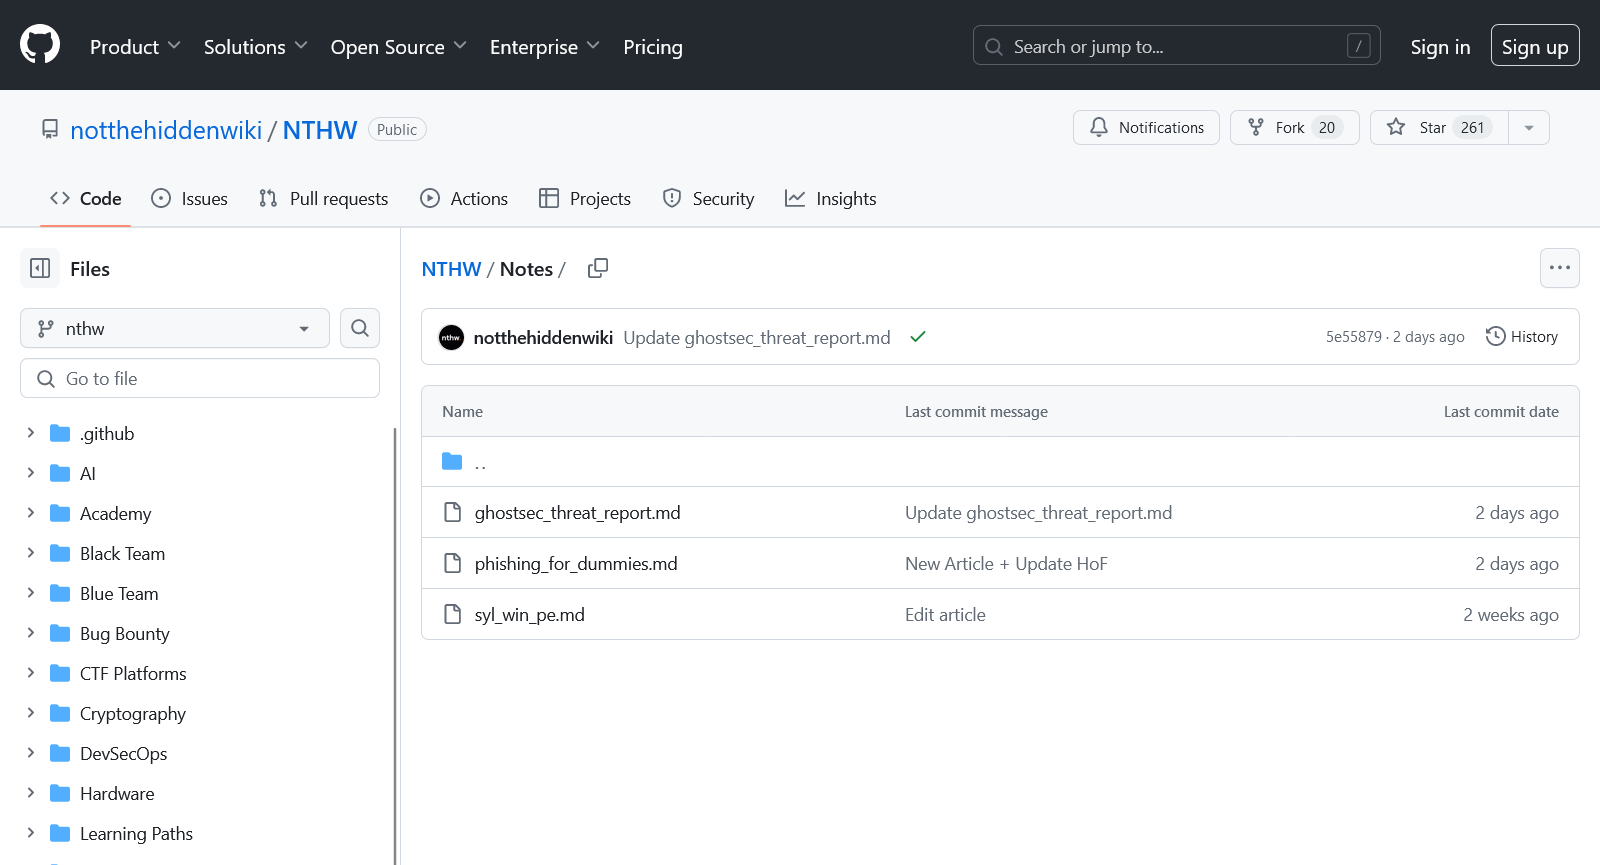 Product Solutions Open Source Enterprise Pricing Search or jump to... / Sign in Sign up
notthehiddenwiki / NTHW Public Notifications Fork 20 Star 261
Code Issues Pull requests Actions Projects Security Insights
Files
nthw
Go to file
.github
AI
Academy
Black Team
Blue Team
Bug Bounty
CTF Platforms
Cryptography
DevSecOps
Hardware
Learning Paths
NTHW / Notes /
nthw notthehiddenwiki Update ghostsec_threat_report.md 5e55879 · 2 days ago History
Name Last commit message Last commit date
..
ghostsec_threat_report.md Update ghostsec_threat_report.md 2 days ago
phishing_for_dummies.md New Article + Update HoF 2 days ago
syl_win_pe.md Edit article 2 weeks ago